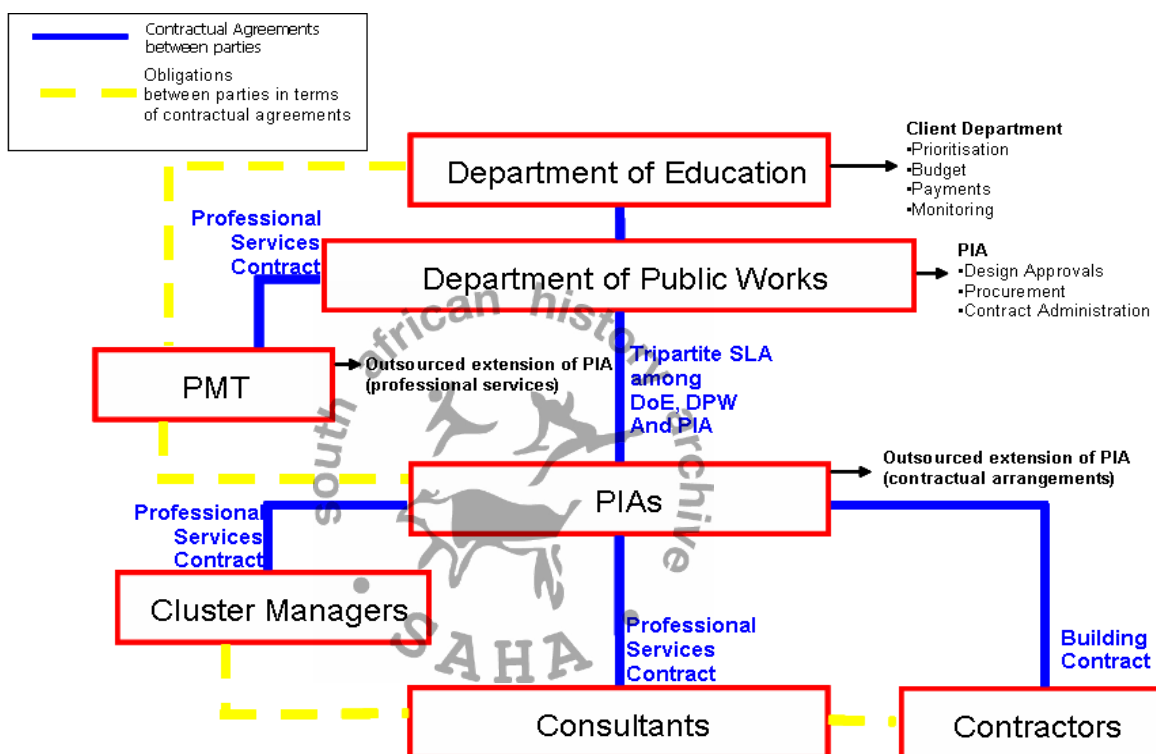 Contractual Agreements
between parties
Obligations
between parties in terms
of contractual agreements
Department of Education
Client Department
•Prioritisation
•Budget
•Payments
•Monitoring
Professional
Services
Contract
Department of Public Works
PIA
•Design Approvals
•Procurement
•Contract Administration
PMT
Outsourced extension of PIA
(professional services)
Tripartite SLA
among
DoE, DPW
And PIA
PIAs
Outsourced extension of PIA
(contractual arrangements)
Professional
Services
Contract
Cluster Managers
Professional
Services
Contract
Building
Contract
Consultants
Contractors
south african history archive
• SAHA •